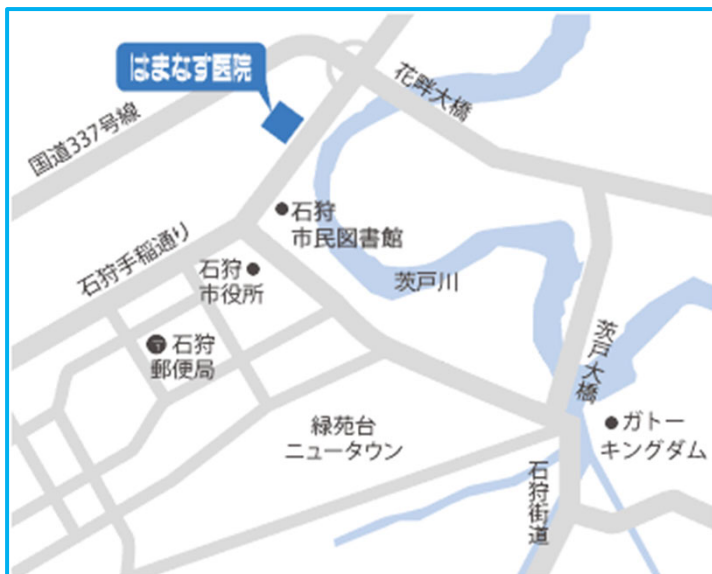 はまなす医院
国道337号線
花畔大橋
石狩
市民図書館
石狩手稲通り
石狩
市役所
茨戸川
石狩
郵便局
茨戸大橋
緑苑台
ニュータウン
ガトー
キングダム
石狩街道